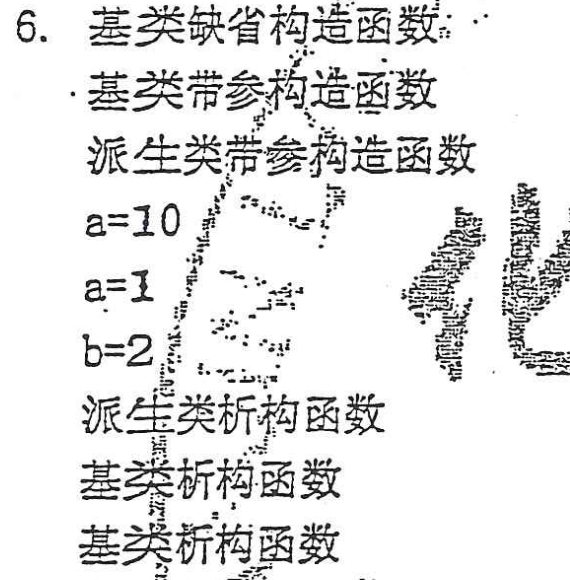 6. 基类缺省构造函数
基类带参构造函数
派生类带参构造函数
a=10
a=1
b=2
派生类析构函数
基类析构函数
基类析构函数